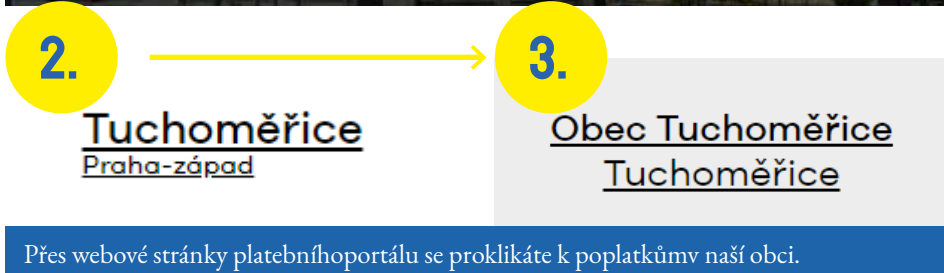 2.
3.
Tuchoměřice
Praha-západ
Obec Tuchoměřice
Tuchoměřice
Přes webové stránky platebníhoportálu se proklikáte k poplatkůmv naší obci.